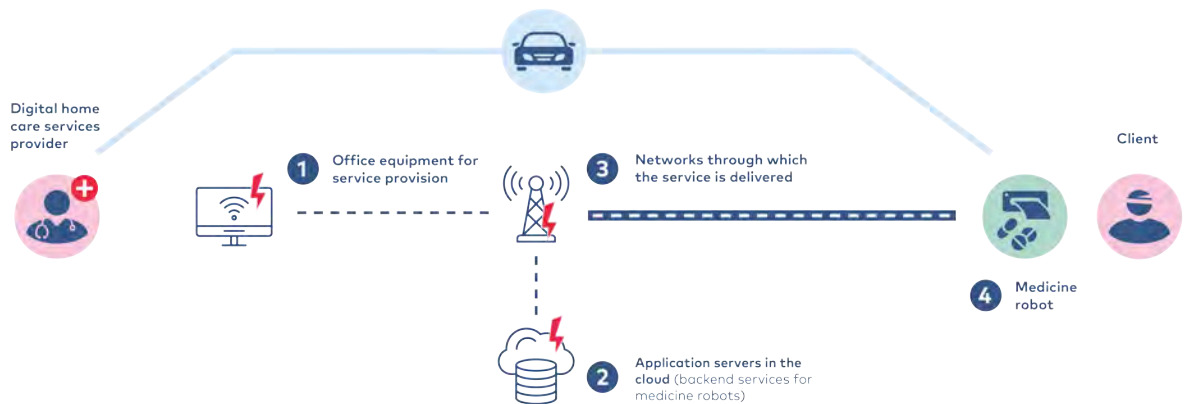 Digital home
care services
provider
1
Office equipment for
service provision
3
Networks through which
the service is delivered
Client
4
Medicine
robot
2
Application servers in the
cloud (backend services for
medicine robots)